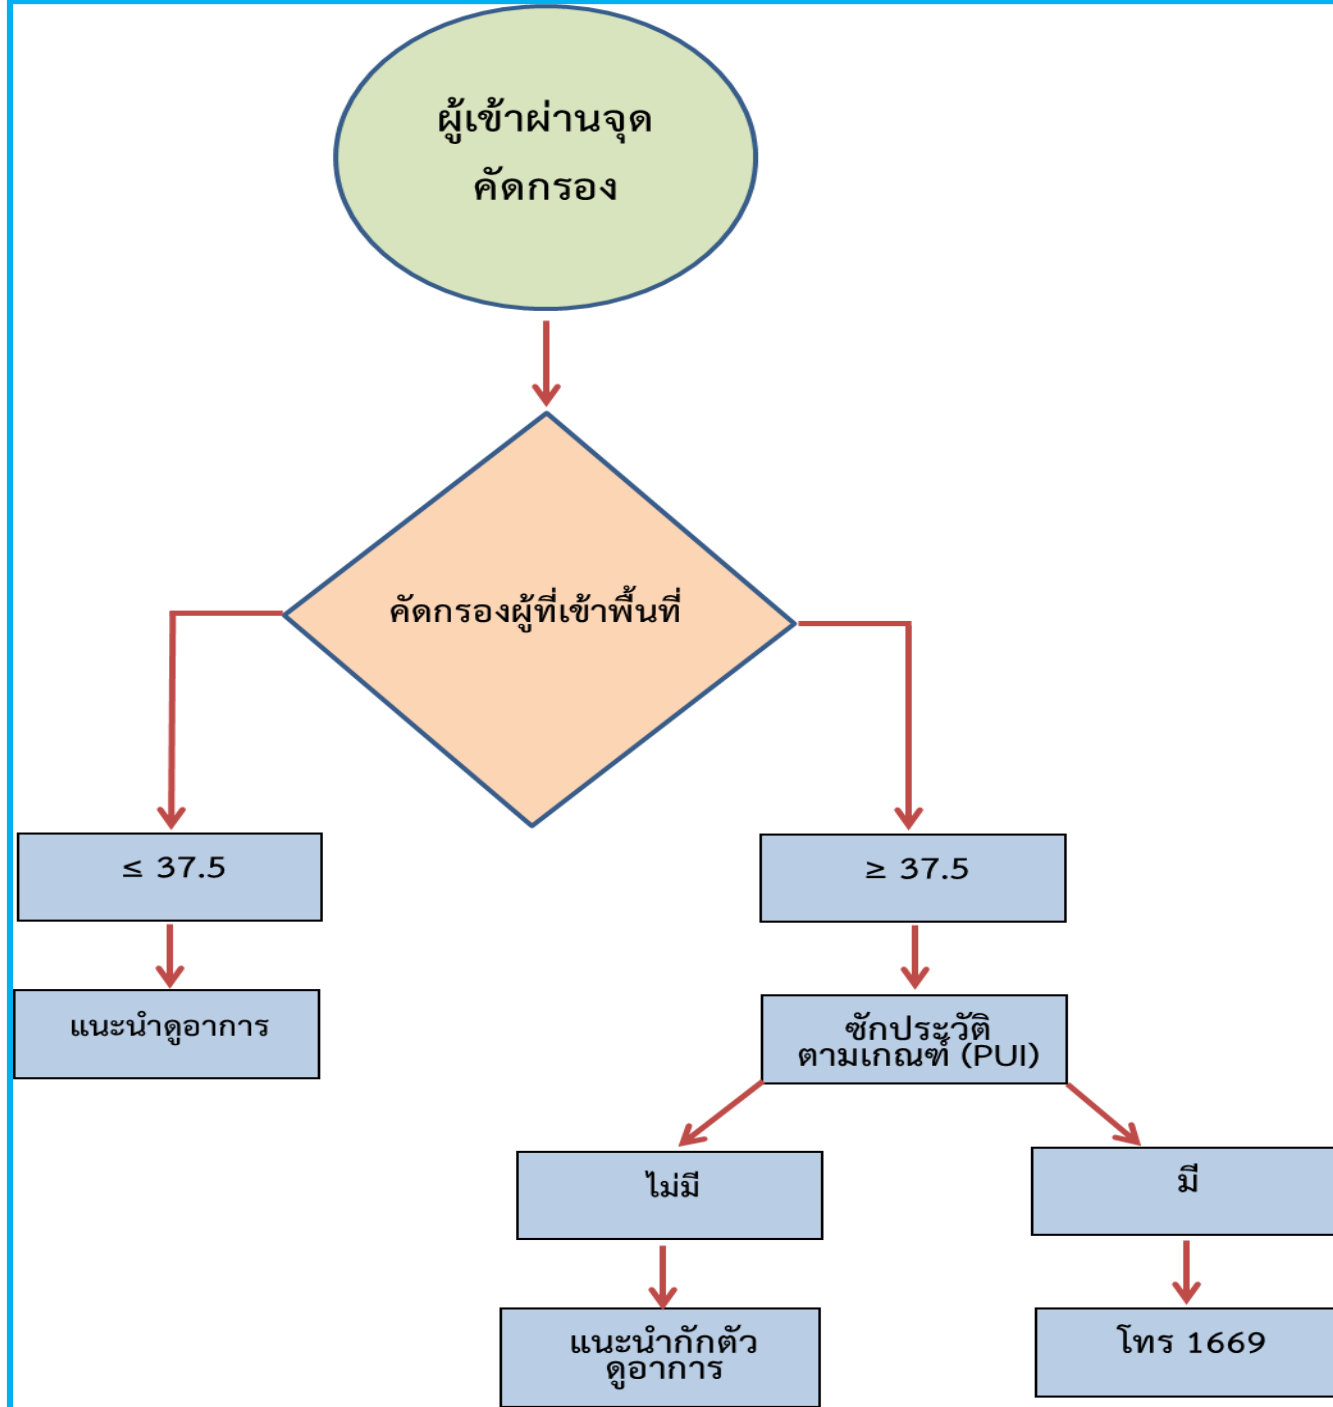 ผู้เข้าผ่านจุด
คัดกรอง
คัดกรองผู้ที่เข้าพื้นที่
≤ 37.5
≥ 37.5
แนะนำดูอาการ
ซักประวัติ
ตามเกณฑ์ (PUI)
ไม่มี
มี
แนะนำกักตัว
ดูอาการ
โทร 1669